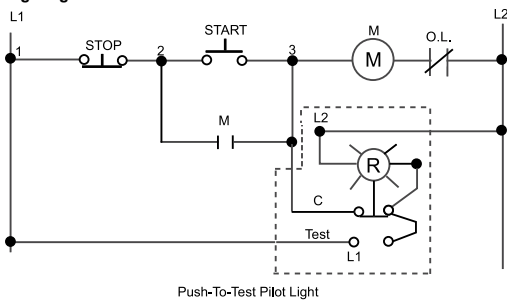 L1
L2
START
M
STOP
O.L.
1
2
3
M
M
L2
R
C
Test
L1
Push-To-Test Pilot Light